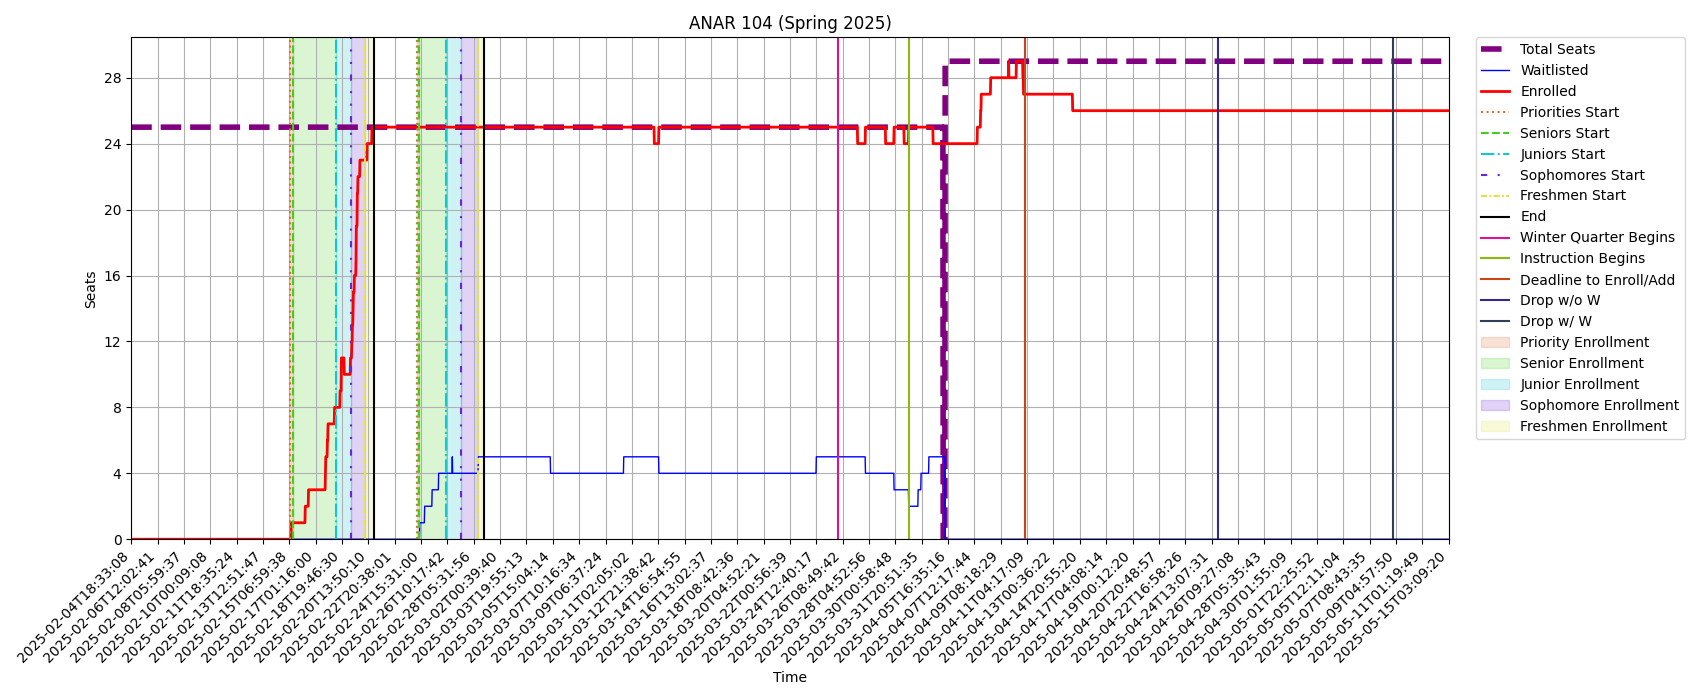 ANAR 104 (Spring 2025)
Seats
28
24
20
16
12
8
4
0
2025-02-04T18:33:08
2025-02-06T12:02:41
2025-02-08T05:59:37
2025-02-10T00:09:08
2025-02-11T18:35:24
2025-02-13T12:51:47
2025-02-15T06:59:38
2025-02-17T01:16:00
2025-02-18T19:46:30
2025-02-20T13:50:10
2025-02-22T20:38:01
2025-02-24T15:31:00
2025-02-26T10:17:42
2025-02-28T05:31:56
2025-03-02T00:39:40
2025-03-03T19:55:13
2025-03-05T15:04:14
2025-03-07T10:16:34
2025-03-09T06:37:24
2025-03-11T02:05:02
2025-03-12T21:38:42
2025-03-14T16:54:55
2025-03-16T13:02:37
2025-03-18T08:42:36
2025-03-20T04:52:21
2025-03-22T00:56:39
2025-03-24T12:40:17
2025-03-26T08:49:42
2025-03-28T04:52:56
2025-03-30T00:58:48
2025-03-31T20:51:35
2025-04-05T16:35:16
2025-04-07T12:17:44
2025-04-09T08:18:29
2025-04-11T04:17:09
2025-04-13T00:36:22
2025-04-14T20:55:20
2025-04-17T04:08:14
2025-04-19T00:12:20
2025-04-20T20:48:57
2025-04-22T16:58:26
2025-04-24T13:07:31
2025-04-26T09:27:08
2025-04-28T05:35:43
2025-04-30T01:55:09
2025-05-01T22:25:52
2025-05-05T12:11:04
2025-05-07T08:43:35
2025-05-09T04:57:50
2025-05-11T01:19:49
2025-05-15T03:09:20
Time
Total Seats
Waitlisted
Enrolled
Priorities Start
Seniors Start
Juniors Start
Sophomores Start
Freshmen Start
End
Winter Quarter Begins
Instruction Begins
Deadline to Enroll/Add
Drop w/o W
Drop w/ W
Priority Enrollment
Senior Enrollment
Junior Enrollment
Sophomore Enrollment
Freshmen Enrollment